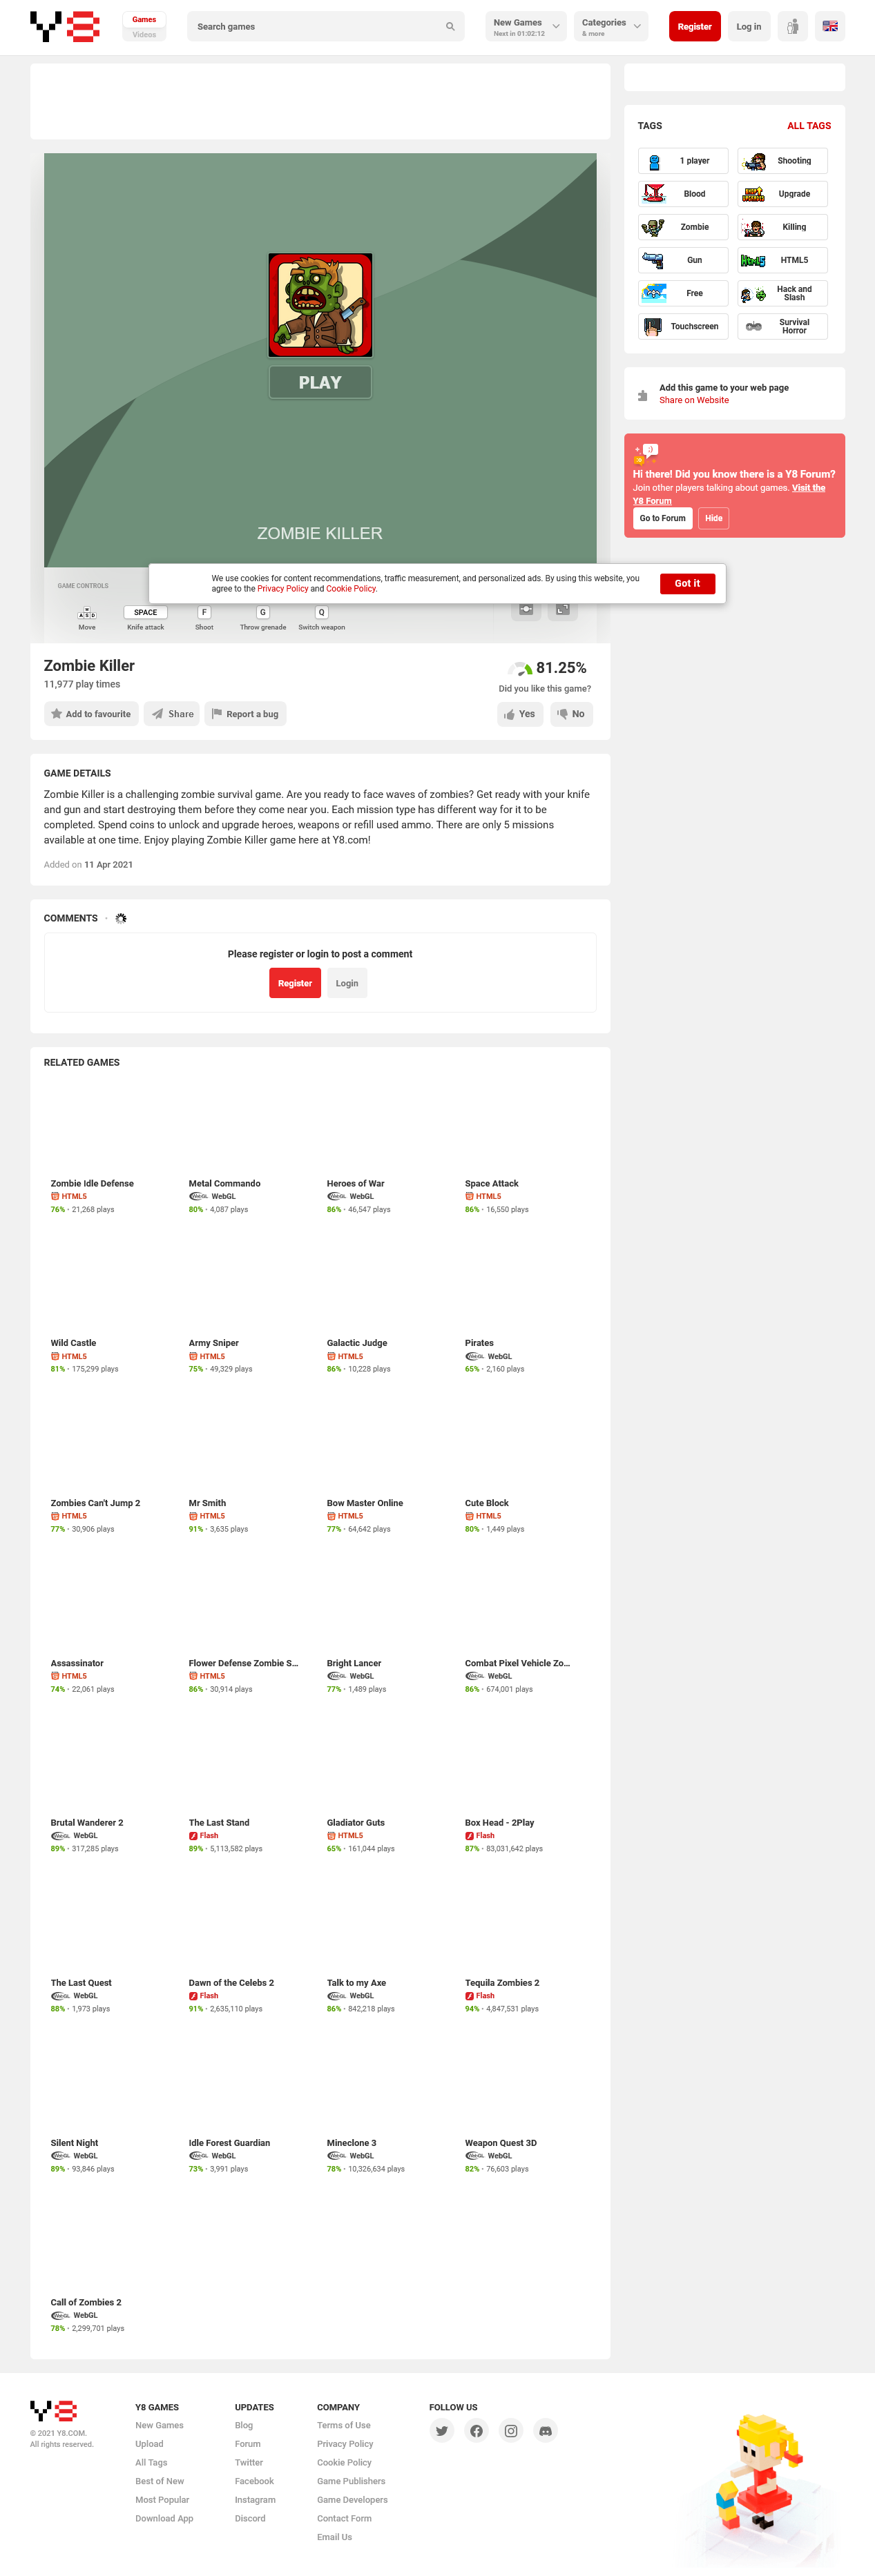 Y8
Games
Videos
Search games
New Games
Next in 01:02:12
Categories
& more
Register
Log in
TAGS
ALL TAGS
1 player
Shooting
Blood
Upgrade
Zombie
Killing
Gun
HTML5
Free
Hack and
Slash
Touchscreen
Survival
Horror
Add this game to your web page
Share on Website
Hi there! Did you know there is a Y8 Forum?
Join other players talking about games. Visit the
Y8 Forum
Go to Forum
Hide
PLAY
ZOMBIE KILLER
We use cookies for content recommendations, traffic measurement, and personalized ads. By using this website, you
agree to the Privacy Policy and Cookie Policy.
Got it
GAME CONTROLS
W
A S D
SPACE
F
G
Q
Move
Knife attack
Shoot
Throw grenade
Switch weapon
Zombie Killer
11,977 play times
81.25%
Did you like this game?
Add to favourite
Share
Report a bug
Yes
No
GAME DETAILS
Zombie Killer is a challenging zombie survival game. Are you ready to face waves of zombies? Get ready with your knife
and gun and start destroying them before they come near you. Each mission type has different way for it to be
completed. Spend coins to unlock and upgrade heroes, weapons or refill used ammo. There are only 5 missions
available at one time. Enjoy playing Zombie Killer game here at Y8.com!
Added on 11 Apr 2021
COMMENTS
Please register or login to post a comment
Register
Login
RELATED GAMES
Zombie Idle Defense
HTML5
76% • 21,268 plays
Metal Commando
WebGL
80% • 4,087 plays
Heroes of War
WebGL
86% • 46,547 plays
Space Attack
HTML5
86% • 16,550 plays
Wild Castle
HTML5
81% • 175,299 plays
Army Sniper
HTML5
75% • 49,329 plays
Galactic Judge
HTML5
86% • 10,228 plays
Pirates
WebGL
65% • 2,160 plays
Zombies Can't Jump 2
HTML5
77% • 30,906 plays
Mr Smith
HTML5
91% • 3,635 plays
Bow Master Online
HTML5
77% • 64,642 plays
Cute Block
HTML5
80% • 1,449 plays
Assassinator
HTML5
74% • 22,061 plays
Flower Defense Zombie S...
HTML5
86% • 30,914 plays
Bright Lancer
WebGL
77% • 1,489 plays
Combat Pixel Vehicle Zo...
WebGL
86% • 674,001 plays
Brutal Wanderer 2
WebGL
89% • 317,285 plays
The Last Stand
Flash
89% • 5,113,582 plays
Gladiator Guts
HTML5
65% • 161,044 plays
Box Head - 2Play
Flash
87% • 83,031,642 plays
The Last Quest
WebGL
88% • 1,973 plays
Dawn of the Celebs 2
Flash
91% • 2,635,110 plays
Talk to my Axe
WebGL
86% • 842,218 plays
Tequila Zombies 2
Flash
94% • 4,847,531 plays
Silent Night
WebGL
89% • 93,846 plays
Idle Forest Guardian
WebGL
73% • 3,991 plays
Mineclone 3
WebGL
78% • 10,326,634 plays
Weapon Quest 3D
WebGL
82% • 76,603 plays
Call of Zombies 2
WebGL
78% • 2,299,701 plays
Y8
© 2021 Y8.COM.
All rights reserved.
Y8 GAMES
New Games
Upload
All Tags
Best of New
Most Popular
Download App
UPDATES
Blog
Forum
Twitter
Facebook
Instagram
Discord
COMPANY
Terms of Use
Privacy Policy
Cookie Policy
Game Publishers
Game Developers
Contact Form
Email Us
FOLLOW US